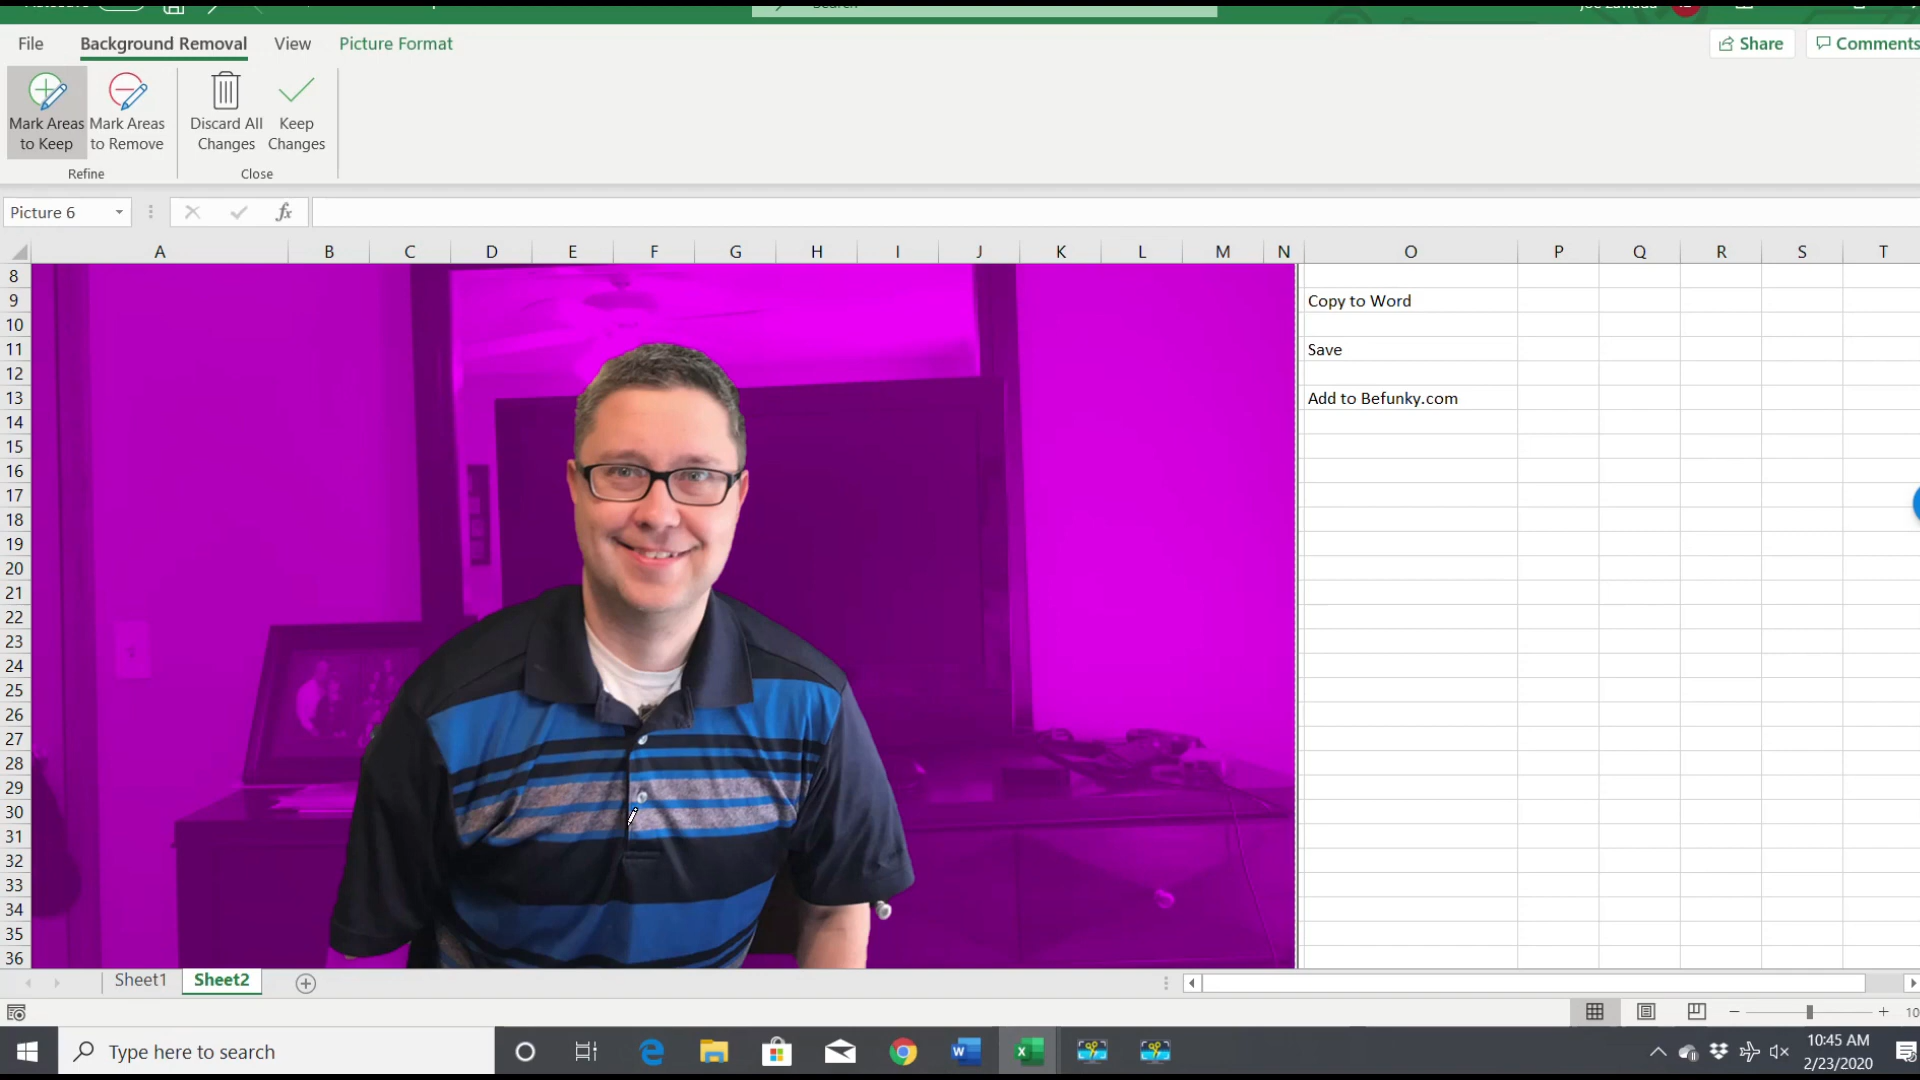 File Background Removal View Picture Format Share Comments
Mark Areas to Keep
Mark Areas to Remove
Discard All Changes
Keep Changes
Refine Close
Picture 6 fx
A B C D E F G H I J K L M N O P Q R S T
8
9 Copy to Word
10
11 Save
12
13 Add to Befunky.com
14
15
16
17
18
19
20
21
22
23
24
25
26
27
28
29
30
31
32
33
34
35
36
Sheet1 Sheet2
10
Type here to search
10:45 AM
2/23/2020